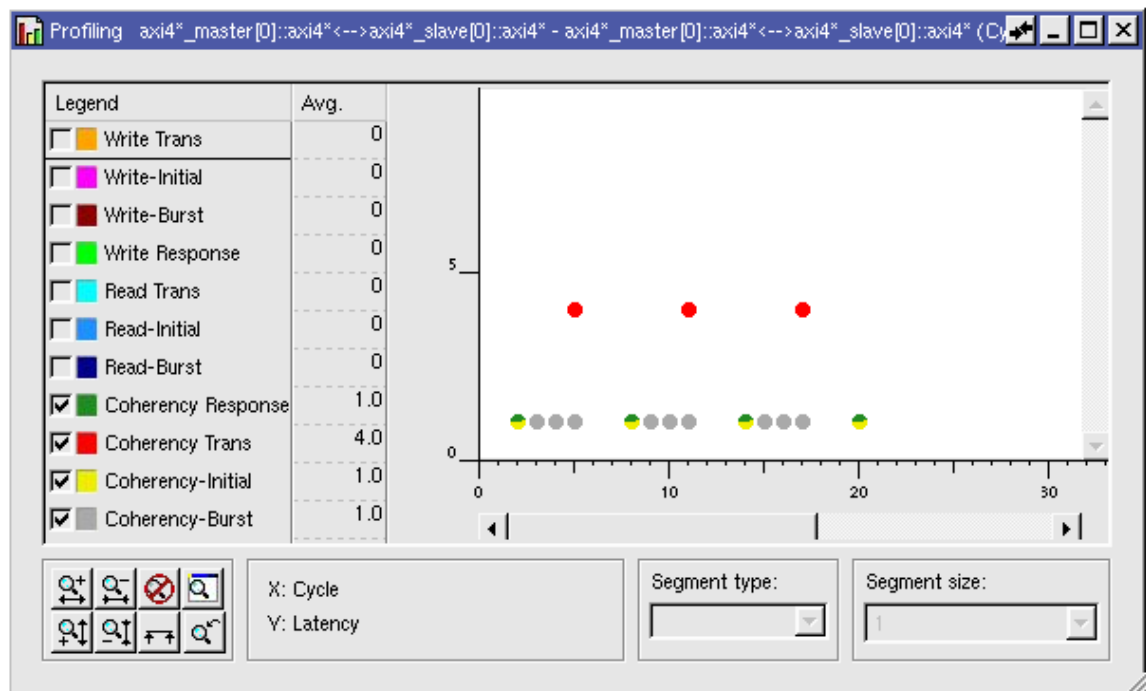 Profiling axi4*_master[0]::axi4*<-->axi4*_slave[0]::axi4* - axi4*_master[0]::axi4*<-->axi4*_slave[0]::axi4* (Cy
Legend Avg.
Write Trans 0
Write-Initial 0
Write-Burst 0
Write Response 0
Read Trans 0
Read-Initial 0
Read-Burst 0
Coherency Response 1.0
Coherency Trans 4.0
Coherency-Initial 1.0
Coherency-Burst 1.0
5
0
0 10 20 30
X: Cycle
Y: Latency
Segment type:
Segment size:
1